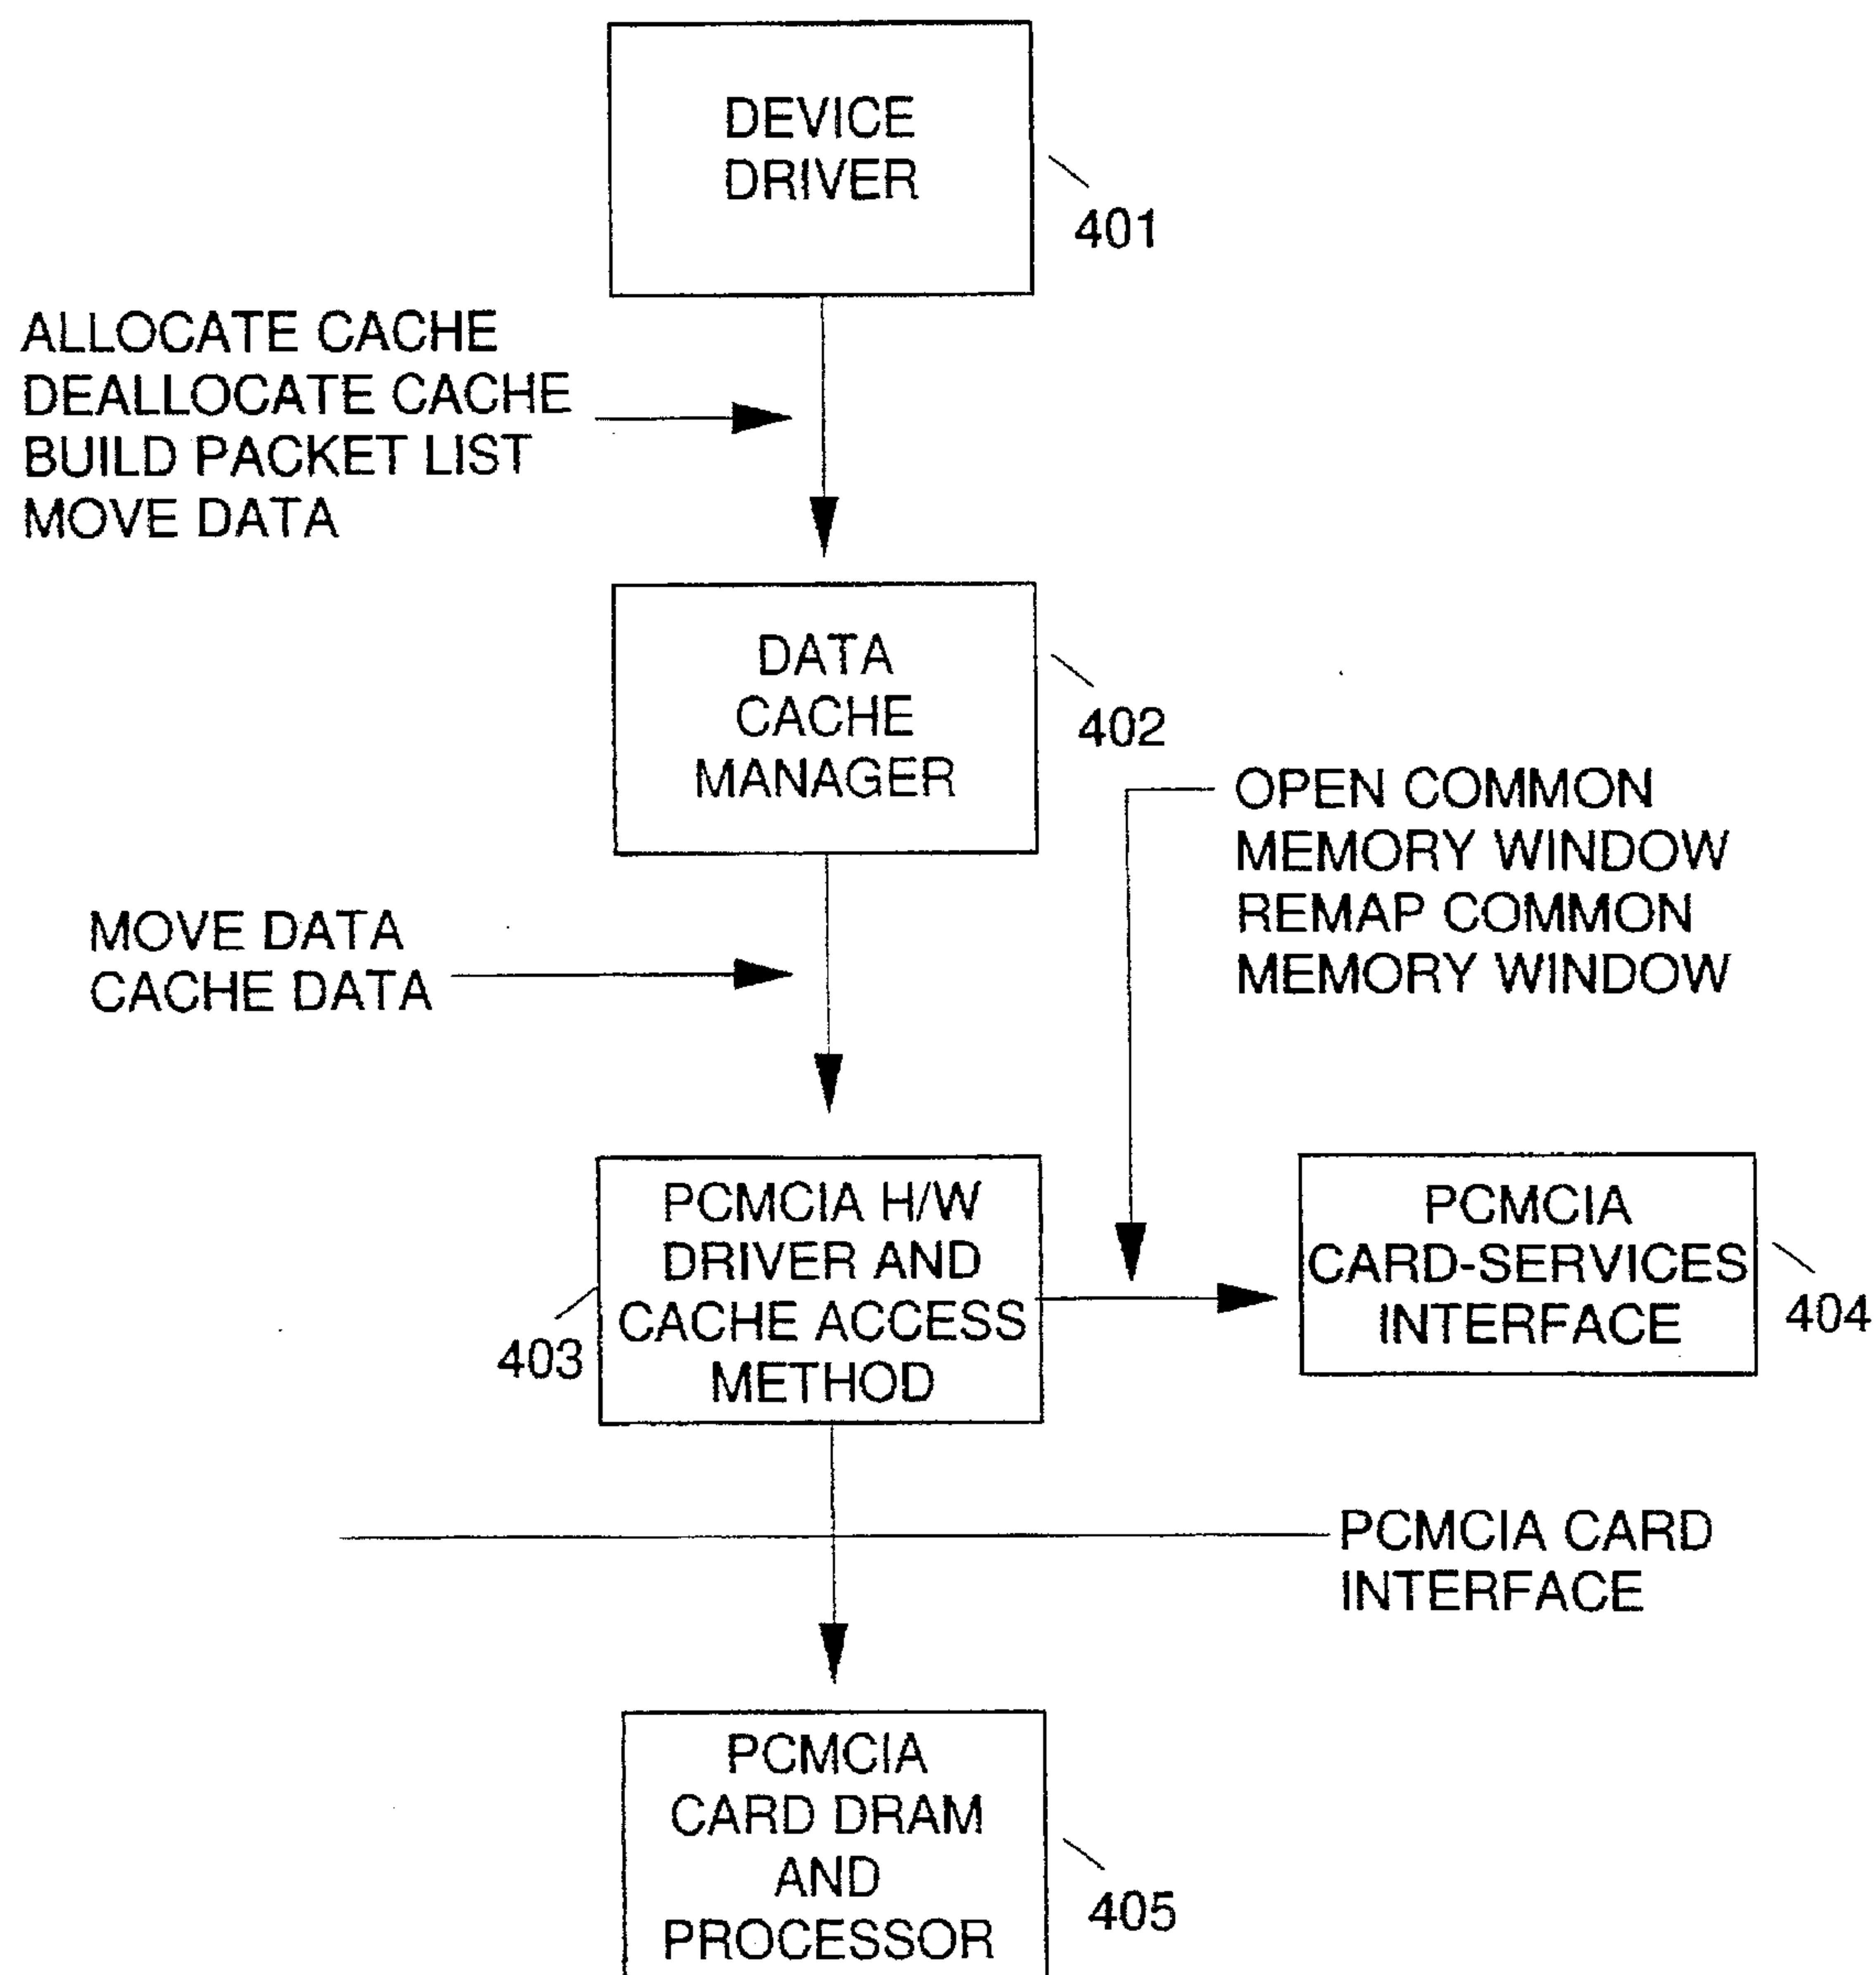 DEVICE
DRIVER
401
ALLOCATE CACHE
DEALLOCATE CACHE
BUILD PACKET LIST
MOVE DATA
DATA
CACHE
MANAGER
402
OPEN COMMON
MEMORY WINDOW
REMAP COMMON
MEMORY WINDOW
MOVE DATA
CACHE DATA
PCMCIA H/W
DRIVER AND
CACHE ACCESS
METHOD
403
PCMCIA
CARD-SERVICES
INTERFACE
404
PCMCIA CARD
INTERFACE
PCMCIA
CARD DRAM
AND
PROCESSOR
405